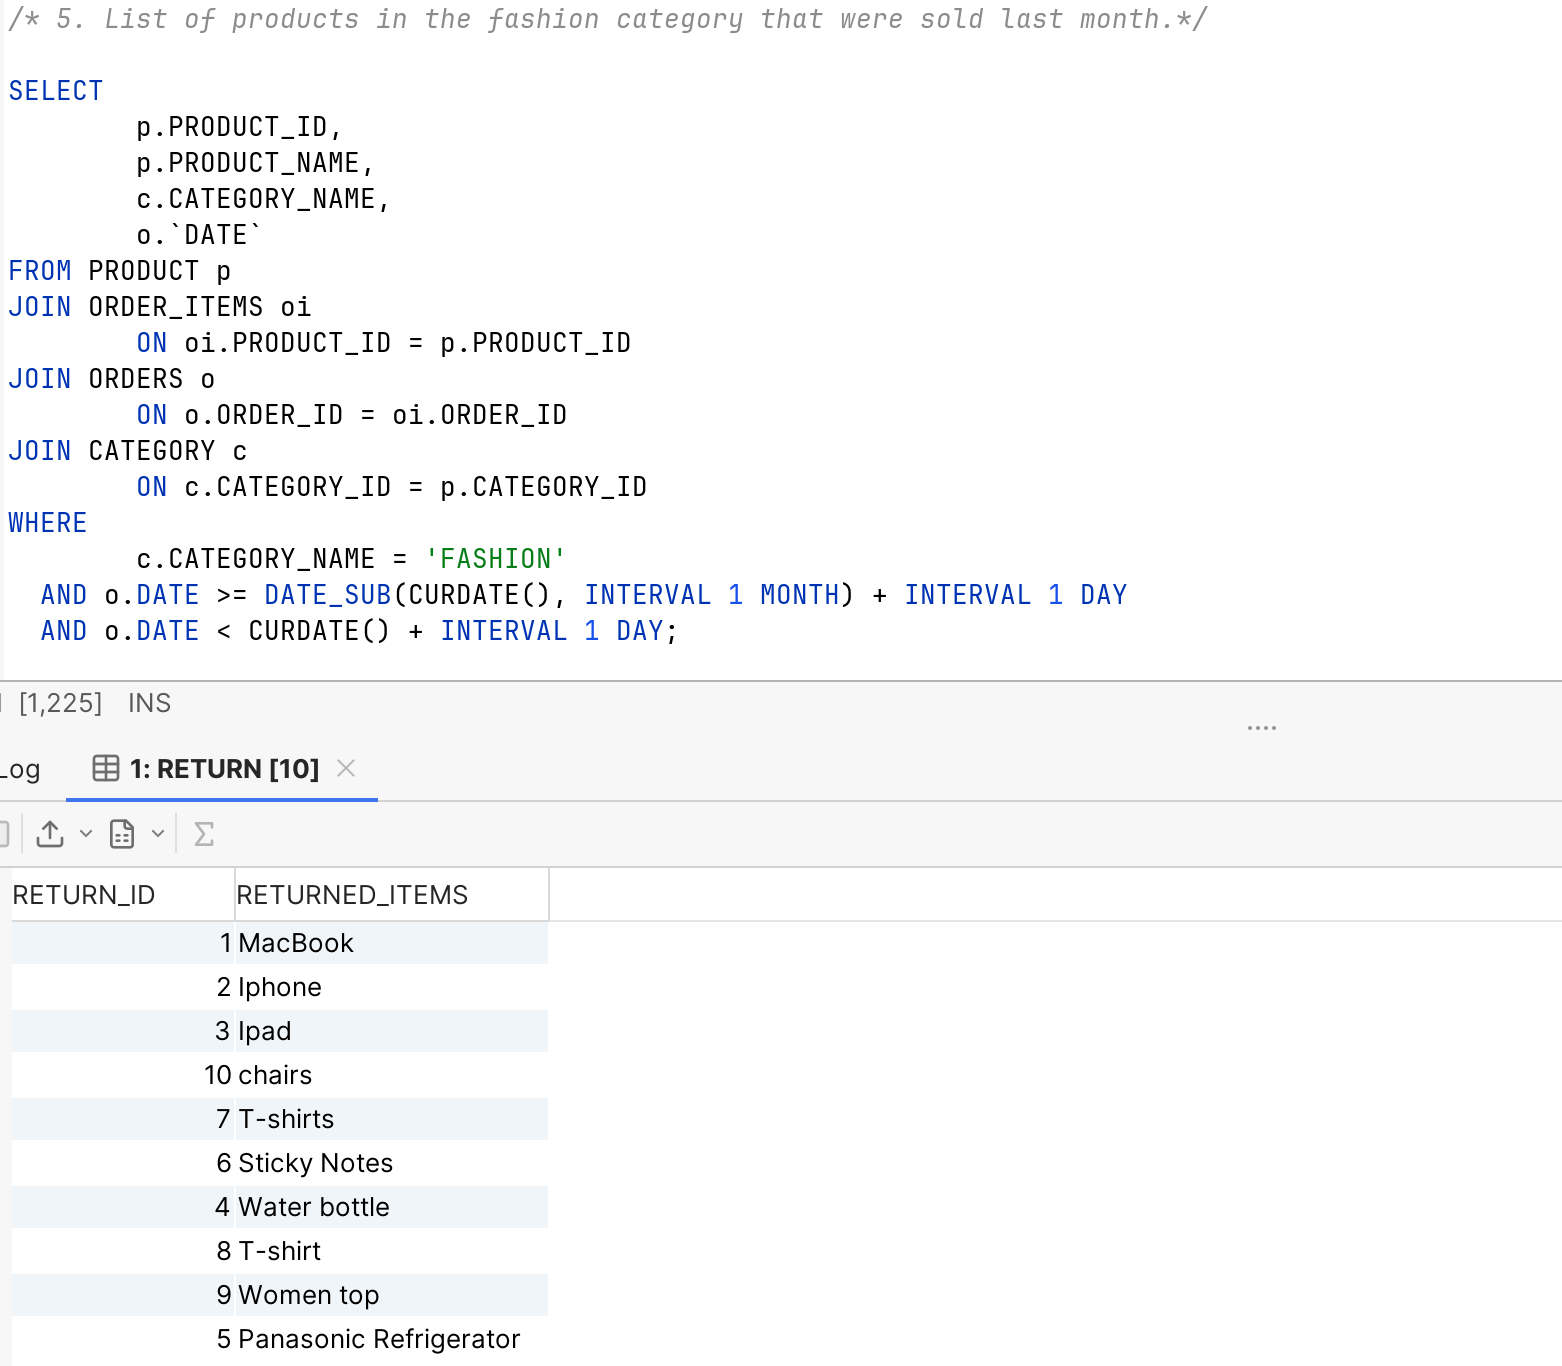 /* 5. List of products in the fashion category that were sold last month.*/
SELECT
p.PRODUCT_ID,
p.PRODUCT_NAME,
c.CATEGORY_NAME,
o.`DATE`
FROM PRODUCT p
JOIN ORDER_ITEMS oi
ON oi.PRODUCT_ID = p.PRODUCT_ID
JOIN ORDERS o
ON o.ORDER_ID = oi.ORDER_ID
JOIN CATEGORY c
ON c.CATEGORY_ID = p.CATEGORY_ID
WHERE
c.CATEGORY_NAME = 'FASHION'
AND o.DATE >= DATE_SUB(CURDATE(), INTERVAL 1 MONTH) + INTERVAL 1 DAY
AND o.DATE < CURDATE() + INTERVAL 1 DAY;
[1,225] INS
Log 1: RETURN [10]
RETURN_ID RETURNED_ITEMS
1 MacBook
2 Iphone
3 Ipad
10 chairs
7 T-shirts
6 Sticky Notes
4 Water bottle
8 T-shirt
9 Women top
5 Panasonic Refrigerator